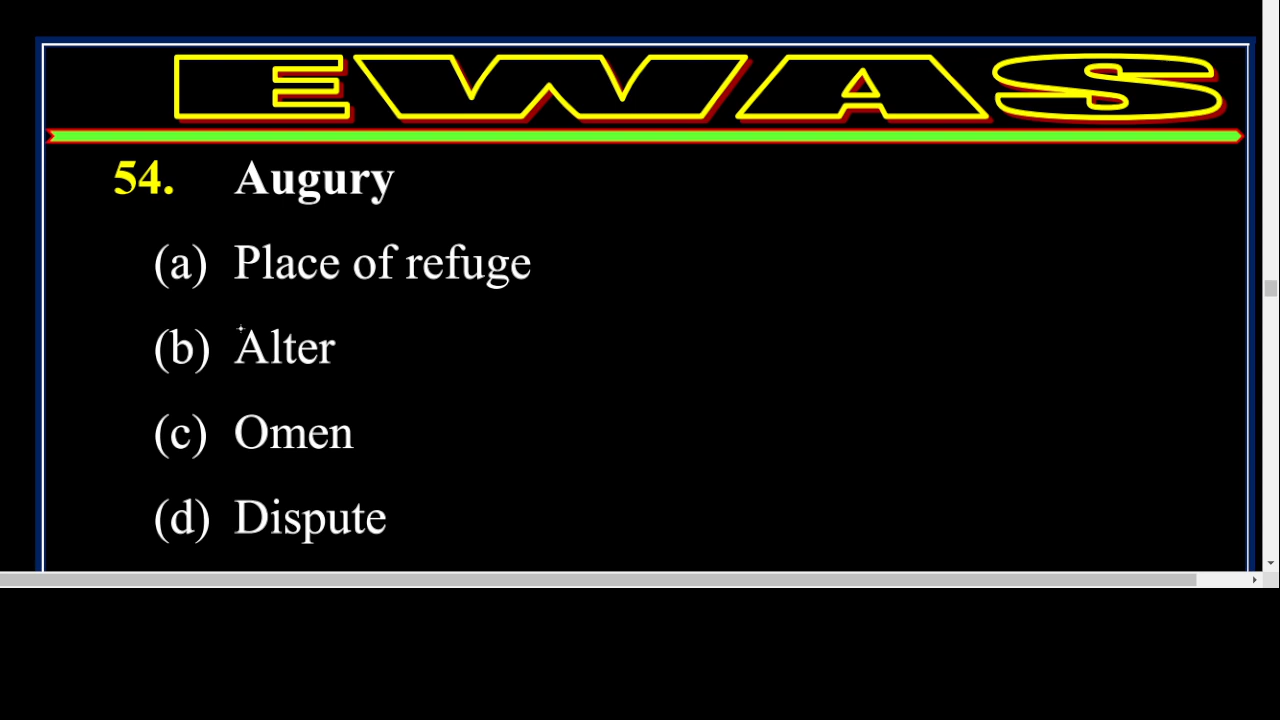 EWAS
54. Augury
(a) Place of refuge
(b) Alter
(c) Omen
(d) Dispute